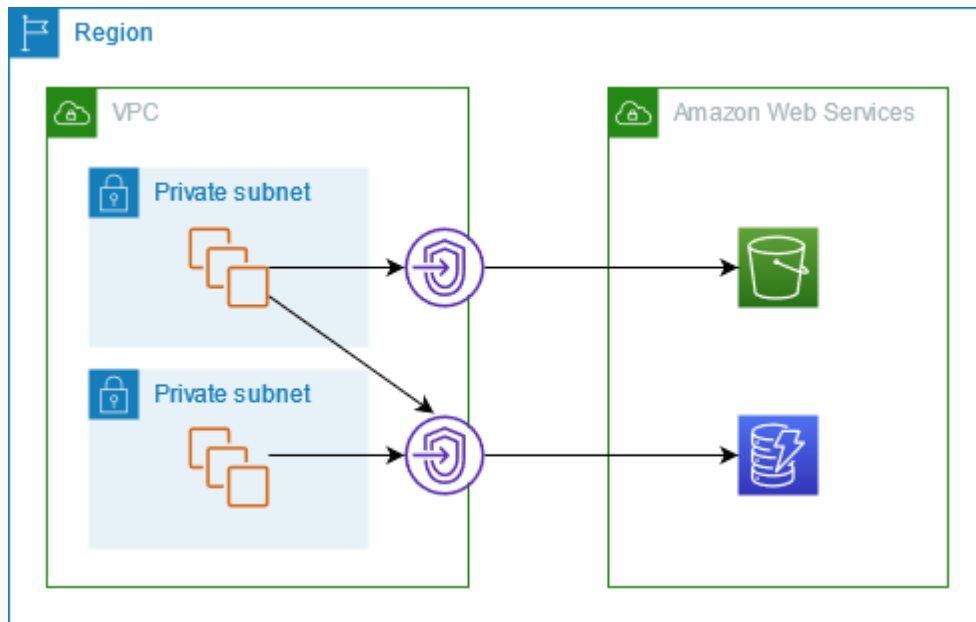 Region
VPC
Amazon Web Services
Private subnet
Private subnet